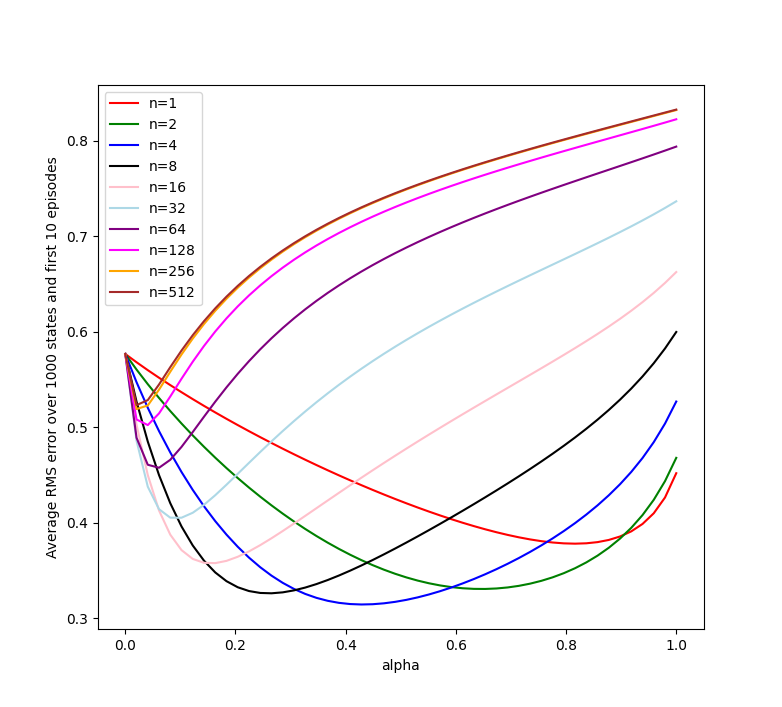 n=1
n=2
n=4
n=8
n=16
n=32
n=64
n=128
n=256
n=512
0.8
0.7
0.6
0.5
0.4
0.3
Average RMS error over 1000 states and first 10 episodes
0.0 0.2 0.4 0.6 0.8 1.0
alpha